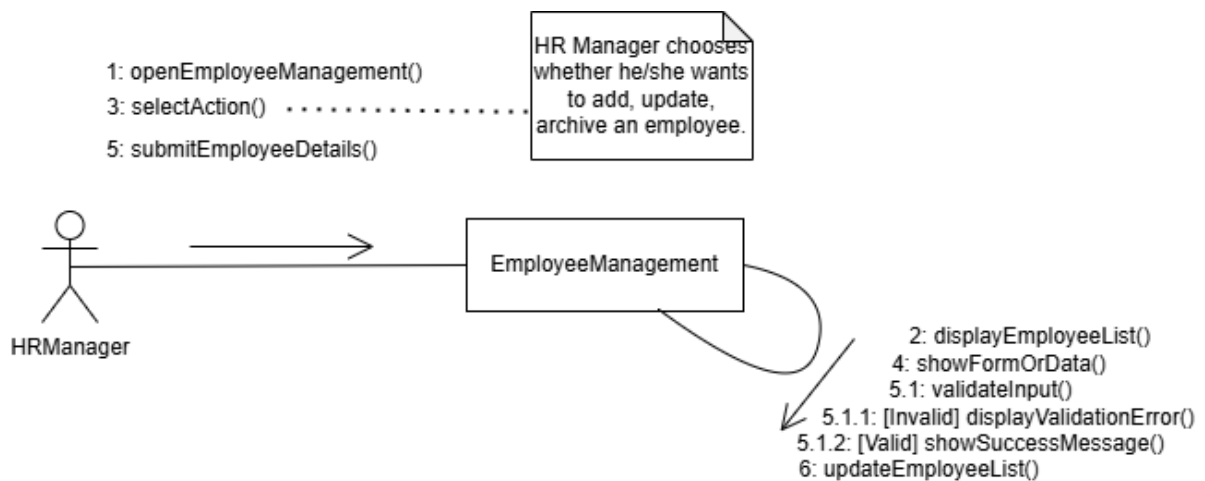 HR Manager chooses
whether he/she wants
to add, update,
archive an employee.
1: openEmployeeManagement()
3: selectAction()
5: submitEmployeeDetails()
EmployeeManagement
HRManager
2: displayEmployeeList()
4: showFormOrData()
5.1: validateInput()
5.1.1: [Invalid] displayValidationError()
5.1.2: [Valid] showSuccessMessage()
6: updateEmployeeList()